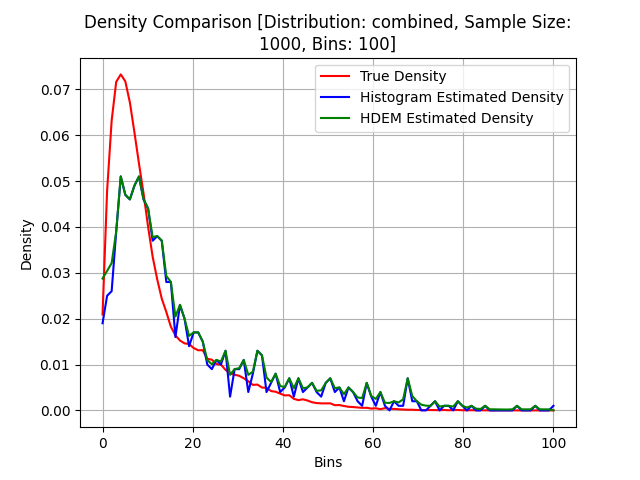 Density Comparison [Distribution: combined, Sample Size:
1000, Bins: 100]
True Density
Histogram Estimated Density
HDEM Estimated Density
Density
0.07
0.06
0.05
0.04
0.03
0.02
0.01
0.00
0 20 40 60 80 100
Bins